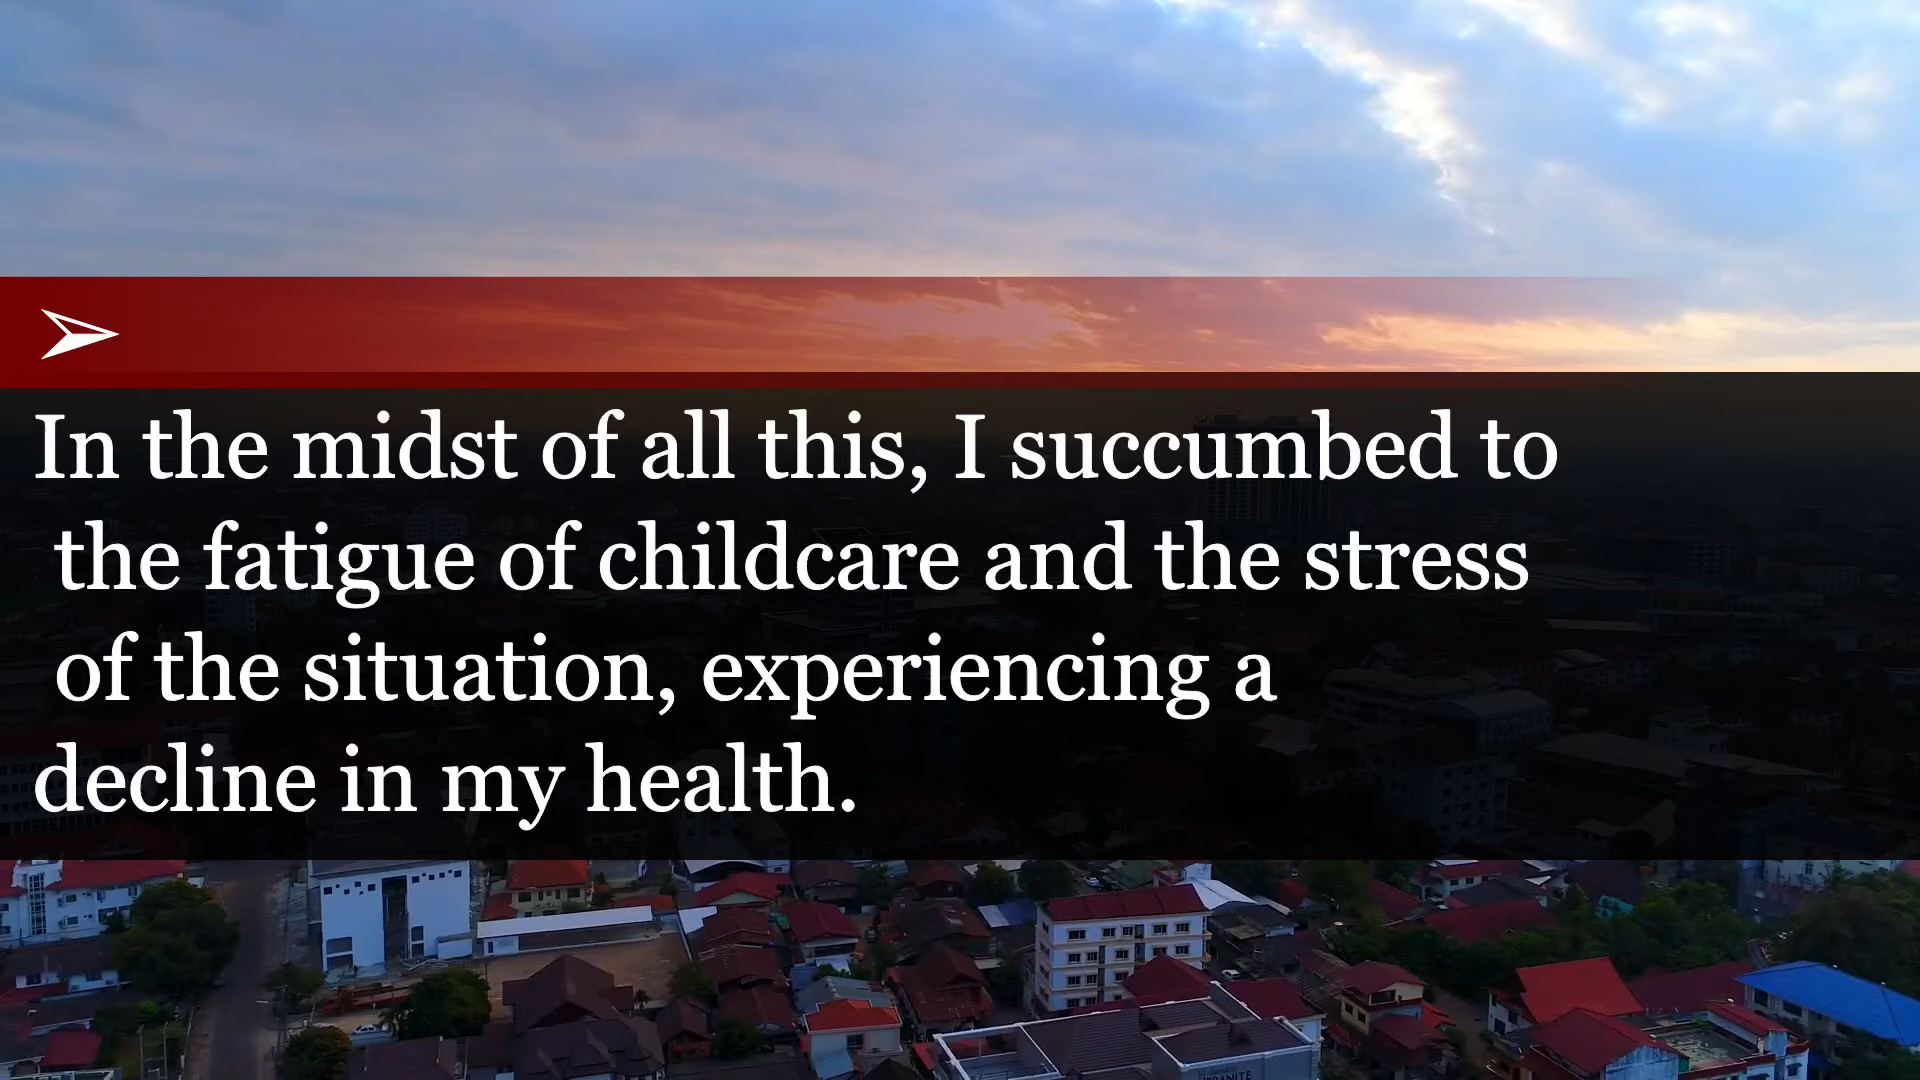 In the midst of all this, I succumbed to
the fatigue of childcare and the stress
of the situation, experiencing a
decline in my health.